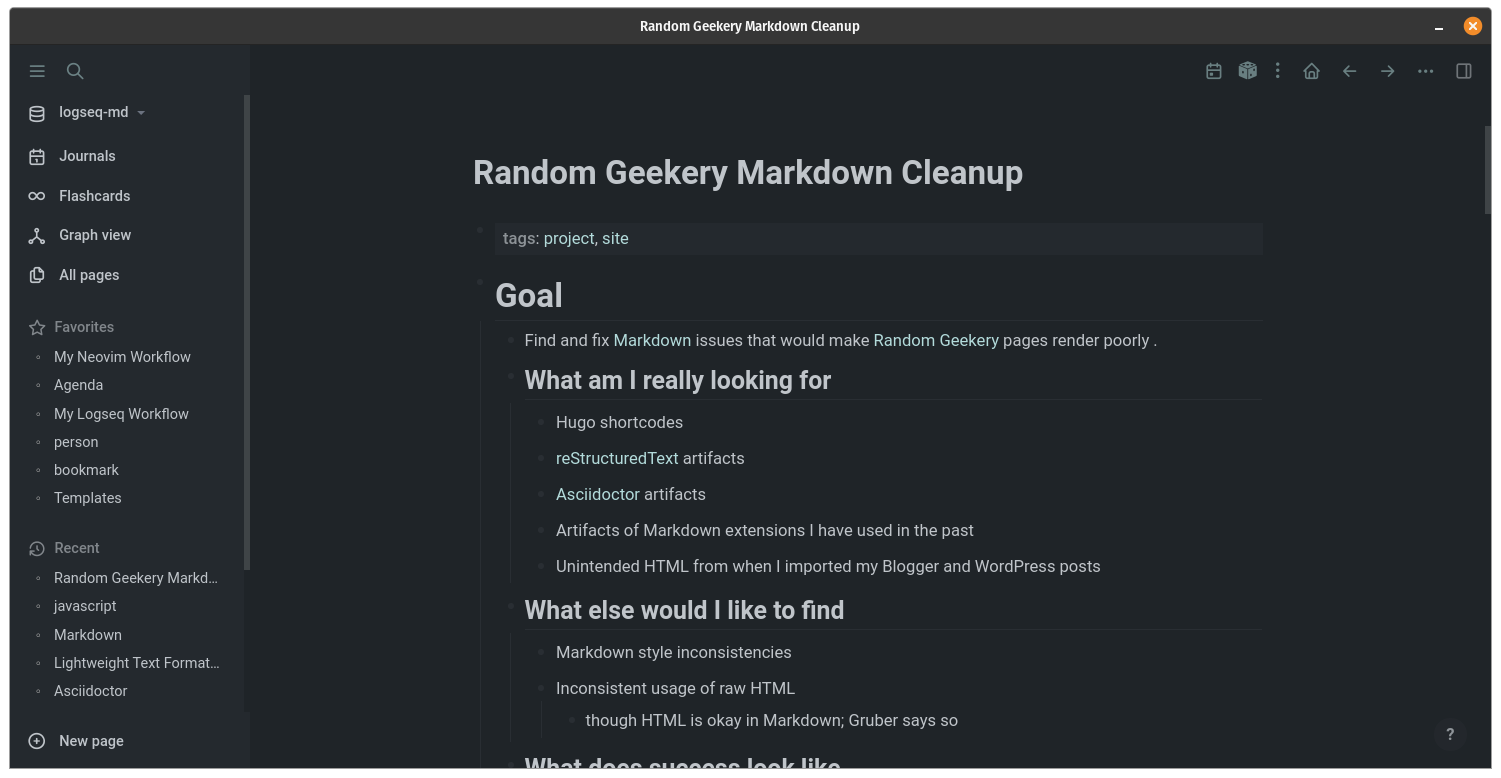 Random Geekery Markdown Cleanup
logseq-md
Journals
Flashcards
Graph view
All pages
Favorites
My Neovim Workflow
Agenda
My Logseq Workflow
person
bookmark
Templates
Recent
Random Geekery Markd…
javascript
Markdown
Lightweight Text Format…
Asciidoctor
New page
Random Geekery Markdown Cleanup
tags: project, site
Goal
Find and fix Markdown issues that would make Random Geekery pages render poorly .
What am I really looking for
Hugo shortcodes
reStructuredText artifacts
Asciidoctor artifacts
Artifacts of Markdown extensions I have used in the past
Unintended HTML from when I imported my Blogger and WordPress posts
What else would I like to find
Markdown style inconsistencies
Inconsistent usage of raw HTML
though HTML is okay in Markdown; Gruber says so
What does success look like
?